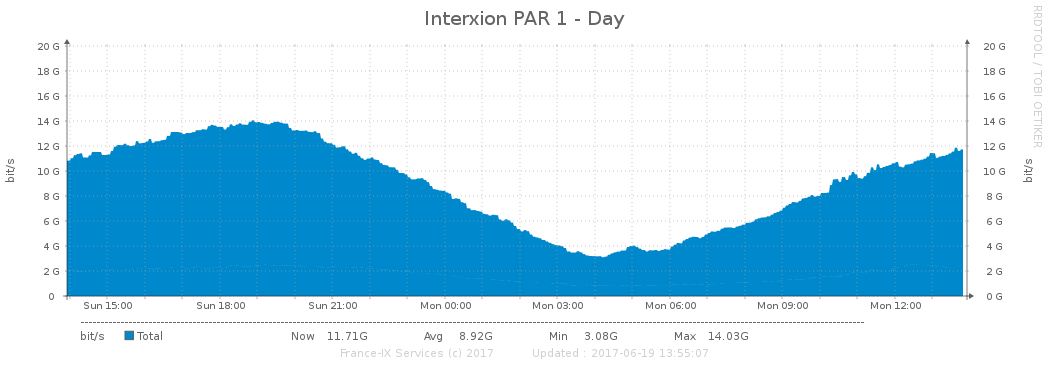 Interxion PAR 1 - Day
RRDTOOL / TOBI OETIKER
20 G 20 G
18 G 18 G
16 G 16 G
14 G 14 G
12 G 12 G
10 G 10 G
8 G 8 G
6 G 6 G
4 G 4 G
2 G 2 G
0 0 G
bit/s bit/s
Sun 15:00 Sun 18:00 Sun 21:00 Mon 00:00 Mon 03:00 Mon 06:00 Mon 09:00 Mon 12:00
bit/s Total Now 11.71G Avg 8.92G Min 3.08G Max 14.03G
France-IX Services (c) 2017 Updated : 2017-06-19 13:55:07